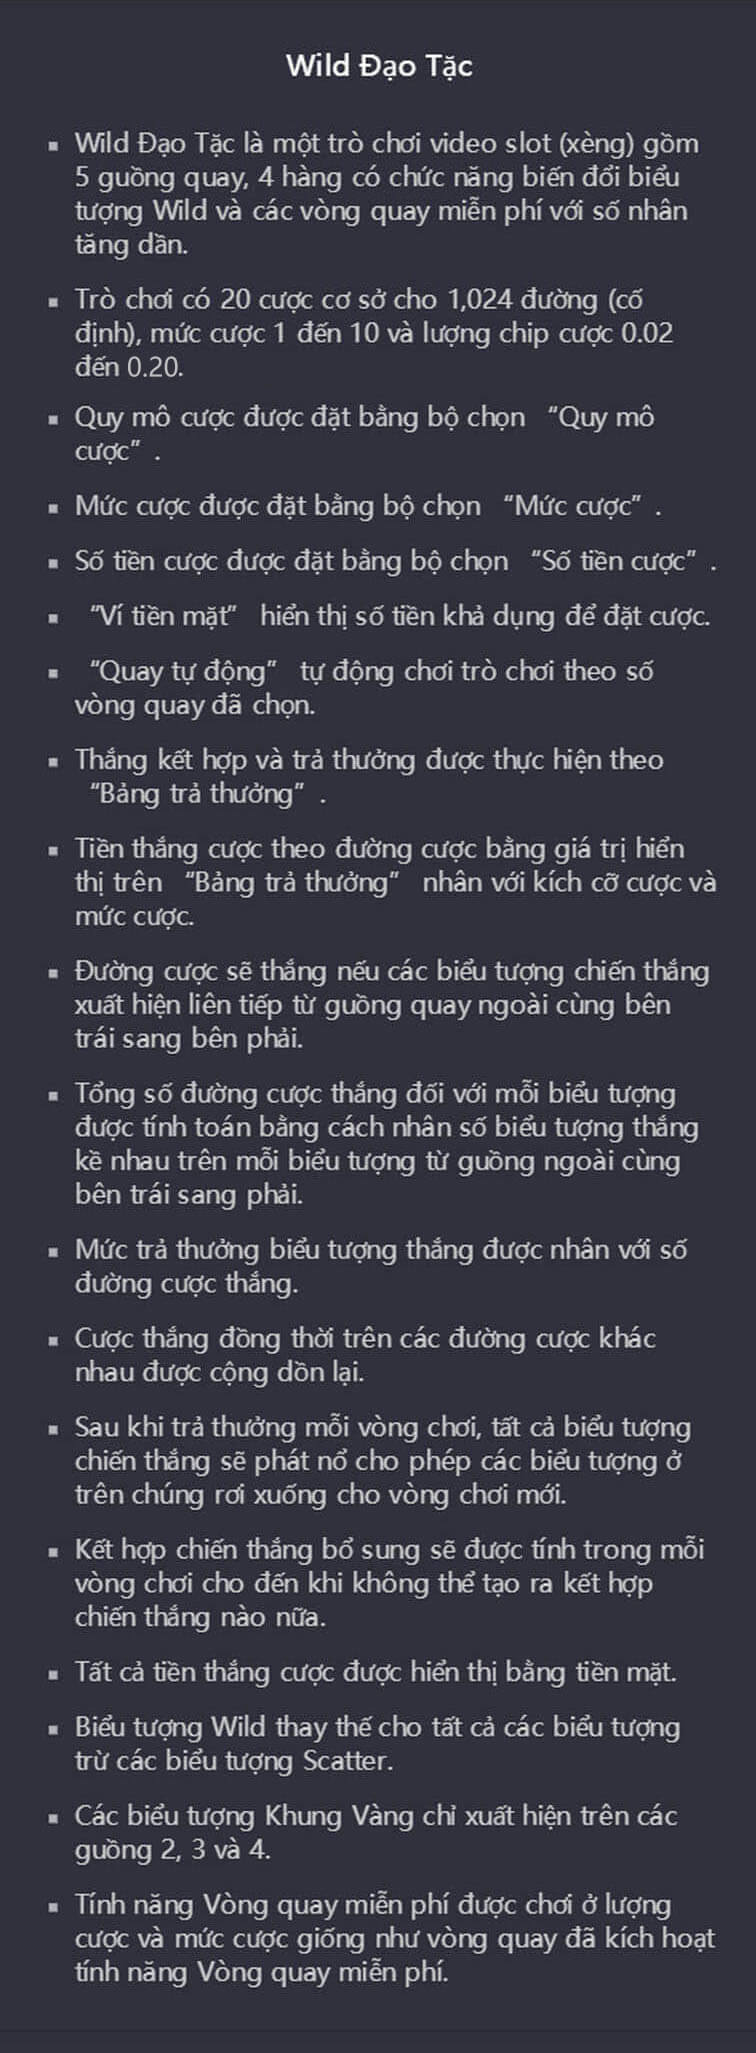 Wild Đạo Tặc
▪ Wild Đạo Tặc là một trò chơi video slot (xèng) gồm
5 guồng quay, 4 hàng có chức năng biến đổi biểu
tượng Wild và các vòng quay miễn phí với số nhân
tăng dần.
▪ Trò chơi có 20 cược cơ sở cho 1,024 đường (cố
định), mức cược 1 đến 10 và lượng chip cược 0.02
đến 0.20.
▪ Quy mô cược được đặt bằng bộ chọn “Quy mô
cược” .
▪ Mức cược được đặt bằng bộ chọn “Mức cược” .
▪ Số tiền cược được đặt bằng bộ chọn “Số tiền cược” .
▪ “Ví tiền mặt” hiển thị số tiền khả dụng để đặt cược.
▪ “Quay tự động” tự động chơi trò chơi theo số
vòng quay đã chọn.
▪ Thắng kết hợp và trả thưởng được thực hiện theo
“Bảng trả thưởng” .
▪ Tiền thắng cược theo đường cược bằng giá trị hiển
thị trên “Bảng trả thưởng” nhân với kích cỡ cược và
mức cược.
▪ Đường cược sẽ thắng nếu các biểu tượng chiến thắng
xuất hiện liên tiếp từ guồng quay ngoài cùng bên
trái sang bên phải.
▪ Tổng số đường cược thắng đối với mỗi biểu tượng
được tính toán bằng cách nhân số biểu tượng thắng
kề nhau trên mỗi biểu tượng từ guồng ngoài cùng
bên trái sang phải.
▪ Mức trả thưởng biểu tượng thắng được nhân với số
đường cược thắng.
▪ Cược thắng đồng thời trên các đường cược khác
nhau được cộng dồn lại.
▪ Sau khi trả thưởng mỗi vòng chơi, tất cả biểu tượng
chiến thắng sẽ phát nổ cho phép các biểu tượng ở
trên chúng rơi xuống cho vòng chơi mới.
▪ Kết hợp chiến thắng bổ sung sẽ được tính trong mỗi
vòng chơi cho đến khi không thể tạo ra kết hợp
chiến thắng nào nữa.
▪ Tất cả tiền thắng cược được hiển thị bằng tiền mặt.
▪ Biểu tượng Wild thay thế cho tất cả các biểu tượng
trừ các biểu tượng Scatter.
▪ Các biểu tượng Khung Vàng chỉ xuất hiện trên các
guồng 2, 3 và 4.
▪ Tính năng Vòng quay miễn phí được chơi ở lượng
cược và mức cược giống như vòng quay đã kích hoạt
tính năng Vòng quay miễn phí.